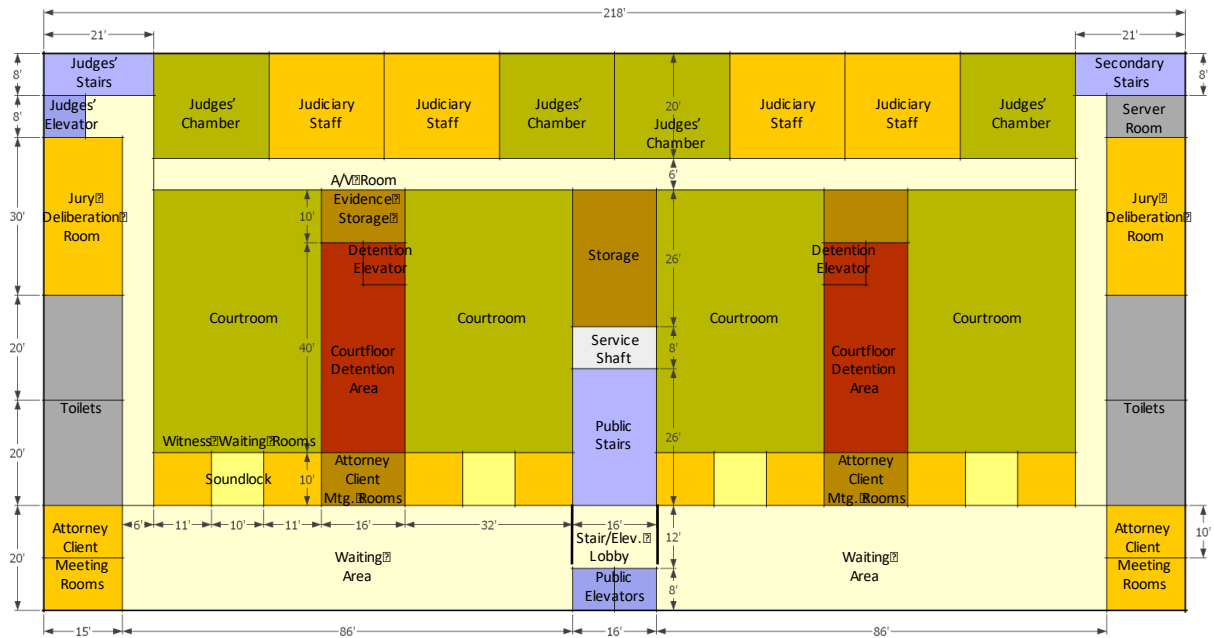 218'
21'
21'
Judges'
Stairs
Secondary
Stairs
8'
8'
Judges'
Elevator
Server
Room
8'
Judges'
Chamber
Judiciary
Staff
Judiciary
Staff
Judges'
Chamber
20'
Judges'
Chamber
Judiciary
Staff
Judiciary
Staff
Judges'
Chamber
6'
A/V Room
Evidence
Storage
10'
30'
Jury
Deliberation
Room
Jury
Deliberation
Room
Detention
Elevator
Storage
26'
Detention
Elevator
Courtroom
Courtroom
Courtroom
Courtroom
40'
Courtfloor
Detention
Area
Service
Shaft
8'
Courtfloor
Detention
Area
20'
Toilets
Toilets
20'
Public
Stairs
26'
Witness Waiting Rooms
Soundlock
10'
Attorney
Client
Mtg. Rooms
Attorney
Client
Mtg. Rooms
6'
11'
10'
11'
16'
32'
16'
20'
Attorney
Client
Meeting
Rooms
Waiting
Area
Stair/Elev.
Lobby
12'
Public
Elevators
8'
Waiting
Area
Attorney
Client
Meeting
Rooms
10'
15'
86'
16'
86'